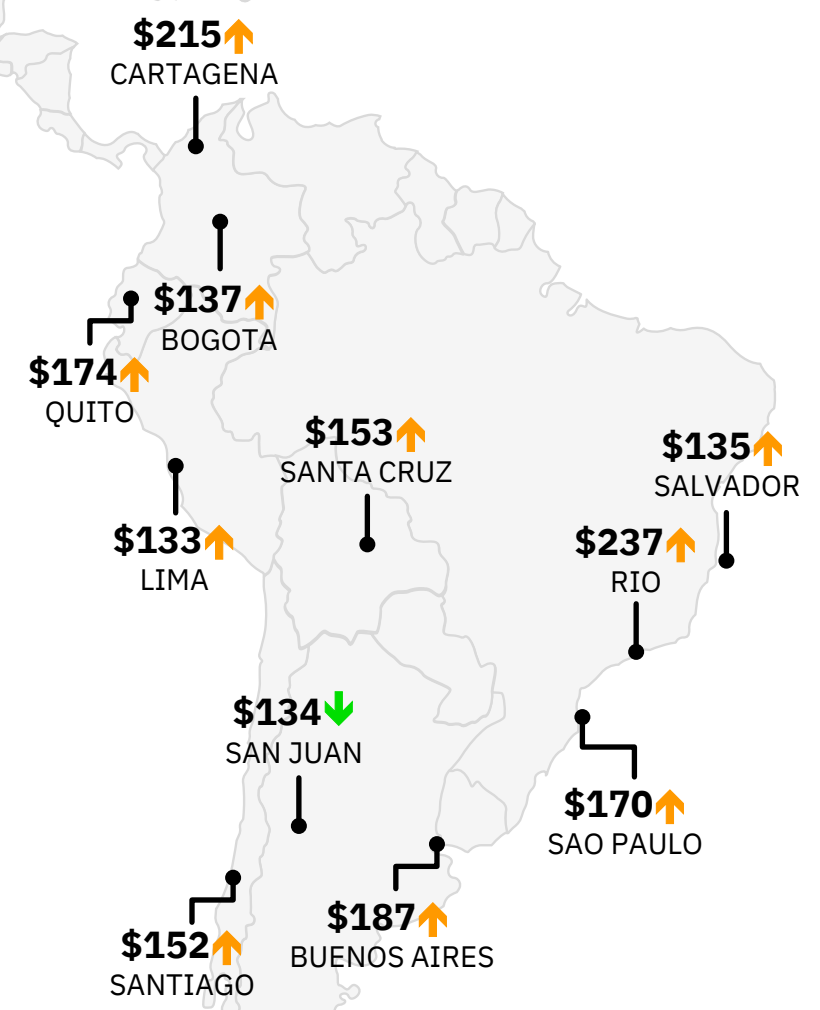 $215
CARTAGENA
$137
BOGOTA
$174
QUITO
$153
SANTA CRUZ
$135
SALVADOR
$133
LIMA
$237
RIO
$134
SAN JUAN
$170
SAO PAULO
$187
BUENOS AIRES
$152
SANTIAGO